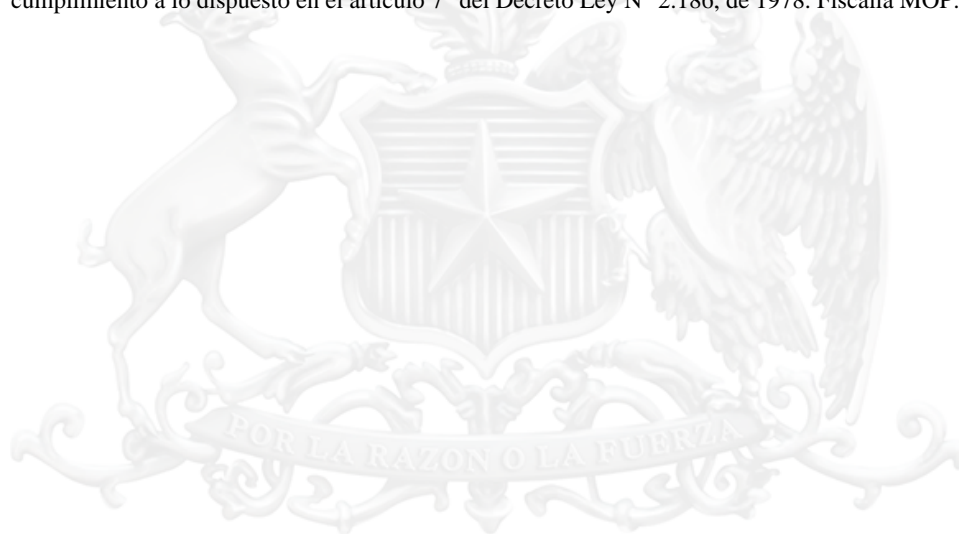 cumplimiento a lo dispuesto en el artículo 7° del Decreto Ley N° 2.186, de 1978. Fiscalía MOP.
POR LA RAZON O LA FUERZA